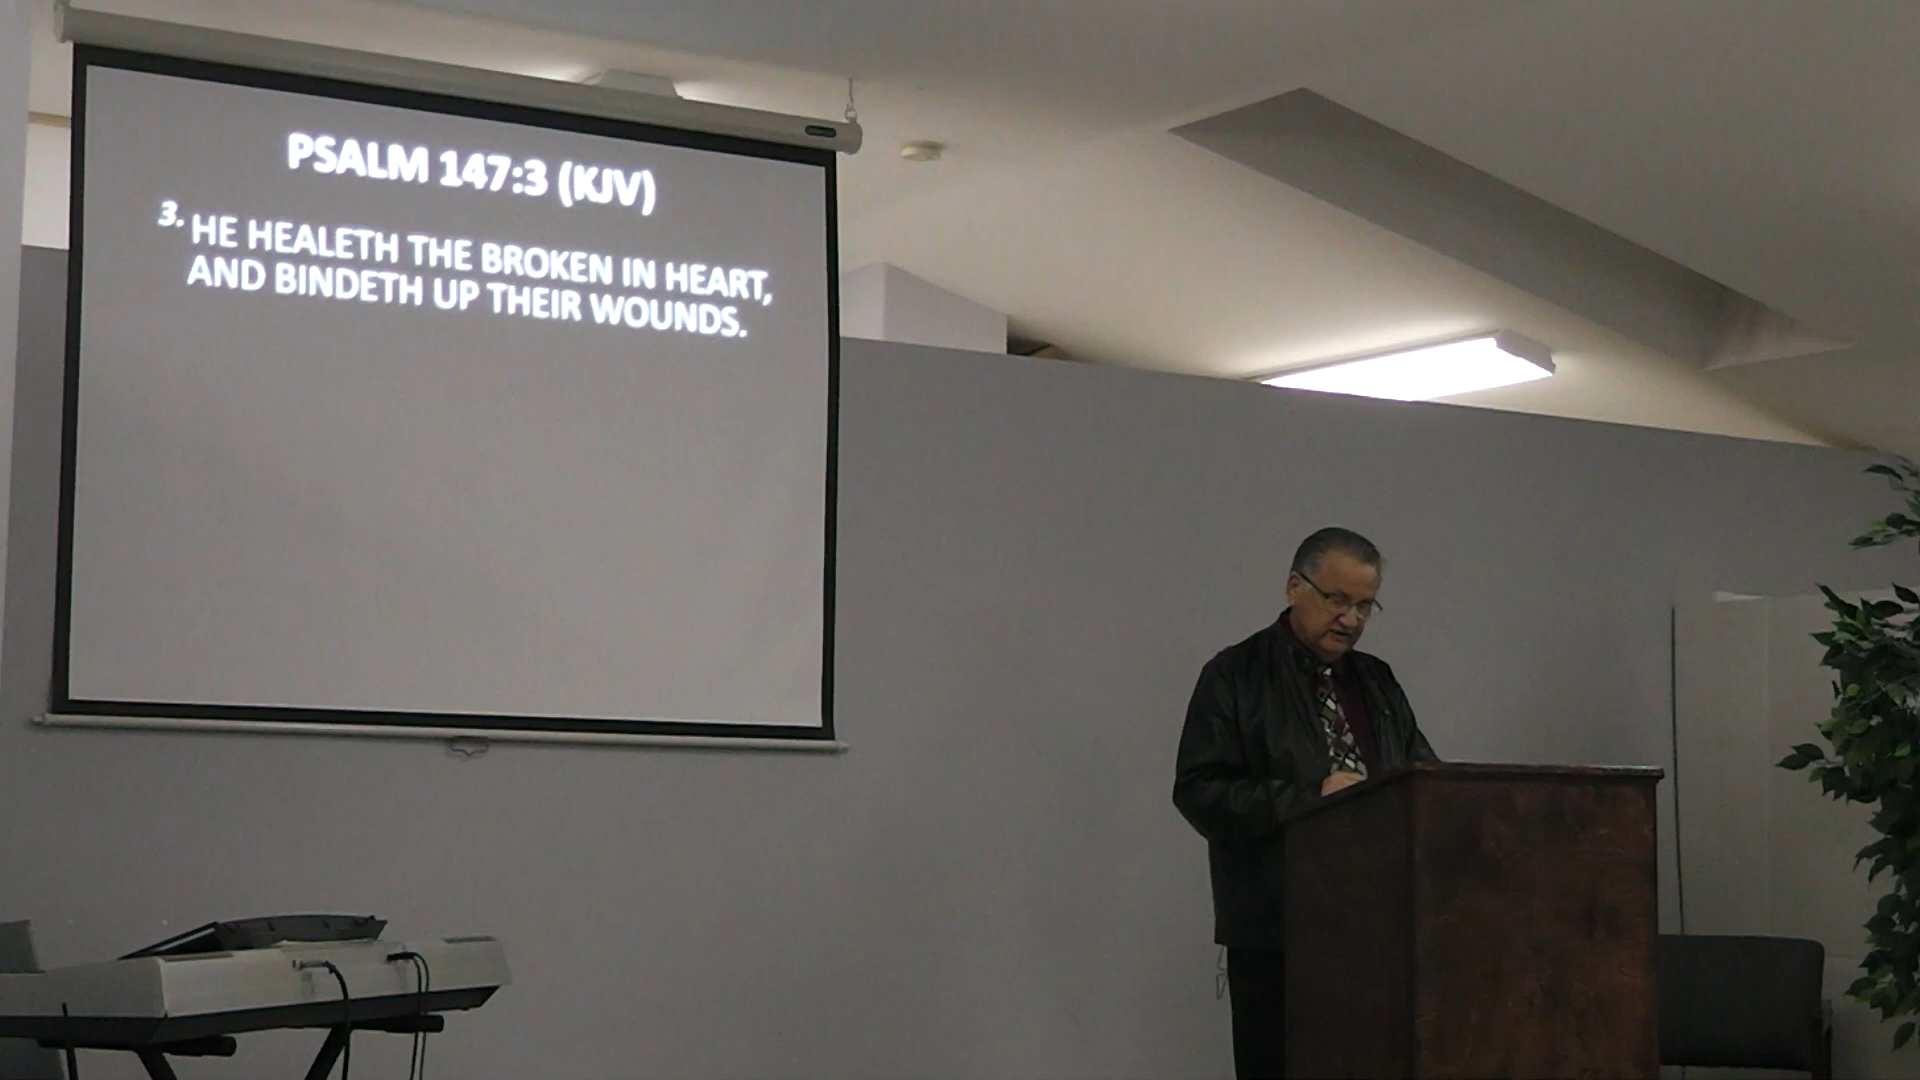 PSALM 147:3 (KJV)
3. HE HEALETH THE BROKEN IN HEART,
AND BINDETH UP THEIR WOUNDS.